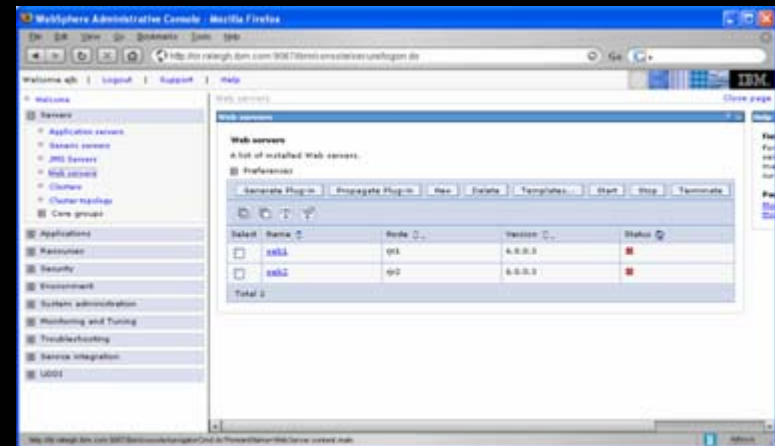 WebSphere Administrative Console - Mozilla Firefox
File Edit View Go Bookmarks Tools Help
Go
Welcome ejb | Logout | Support | Help
IBM.
Welcome
Servers
Application servers
Generic servers
JMS Servers
Web servers
Clusters
Cluster topology
Core groups
Applications
Resources
Security
Environment
System administration
Monitoring and Tuning
Troubleshooting
Service integration
UDDI
Web servers
Close page
Web servers
Help
Web servers
A list of installed Web servers.
Preferences
Generate Plug-in Propagate Plug-in New Delete Templates... Start Stop Terminate
Select Name Node Version Status
web1 6.0.0.3
web2 6.0.0.3
Total 2